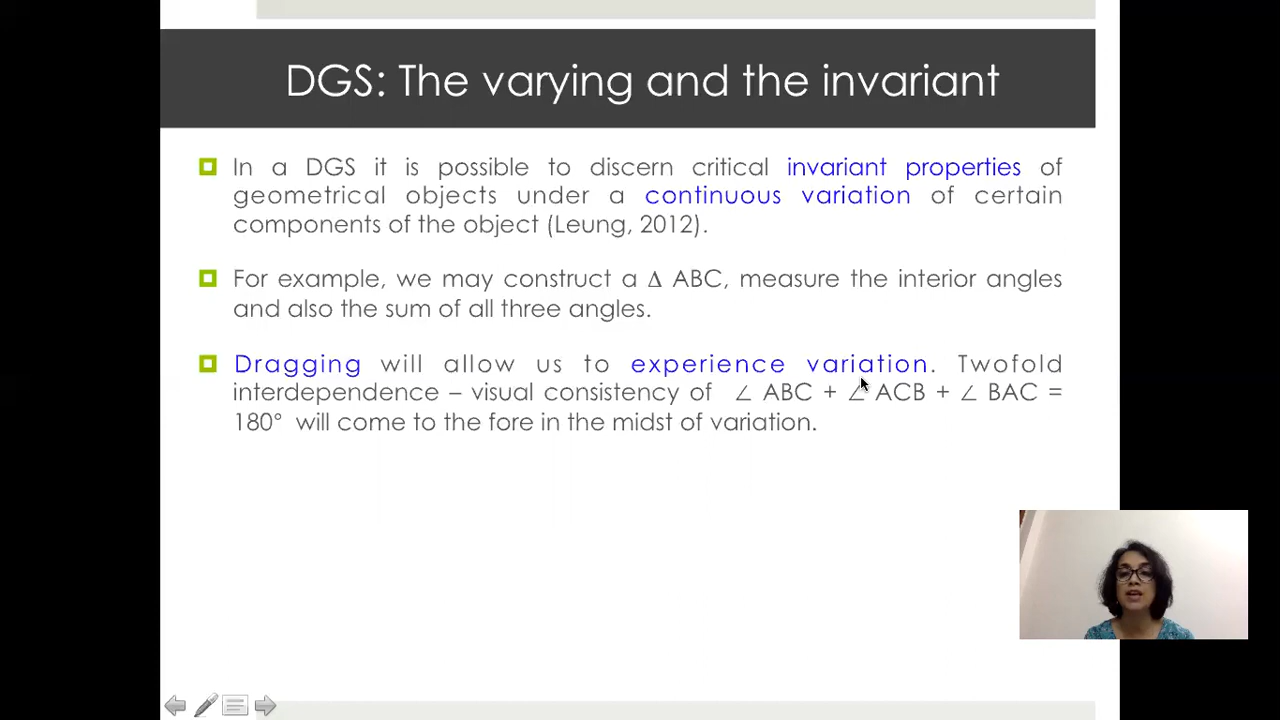 DGS: The varying and the invariant
In a DGS it is possible to discern critical invariant properties of
geometrical objects under a continuous variation of certain
components of the object (Leung, 2012).
For example, we may construct a Δ ABC, measure the interior angles
and also the sum of all three angles.
Dragging will allow us to experience variation. Twofold
interdependence – visual consistency of ∠ ABC + ∠ ACB + ∠ BAC =
180° will come to the fore in the midst of variation.